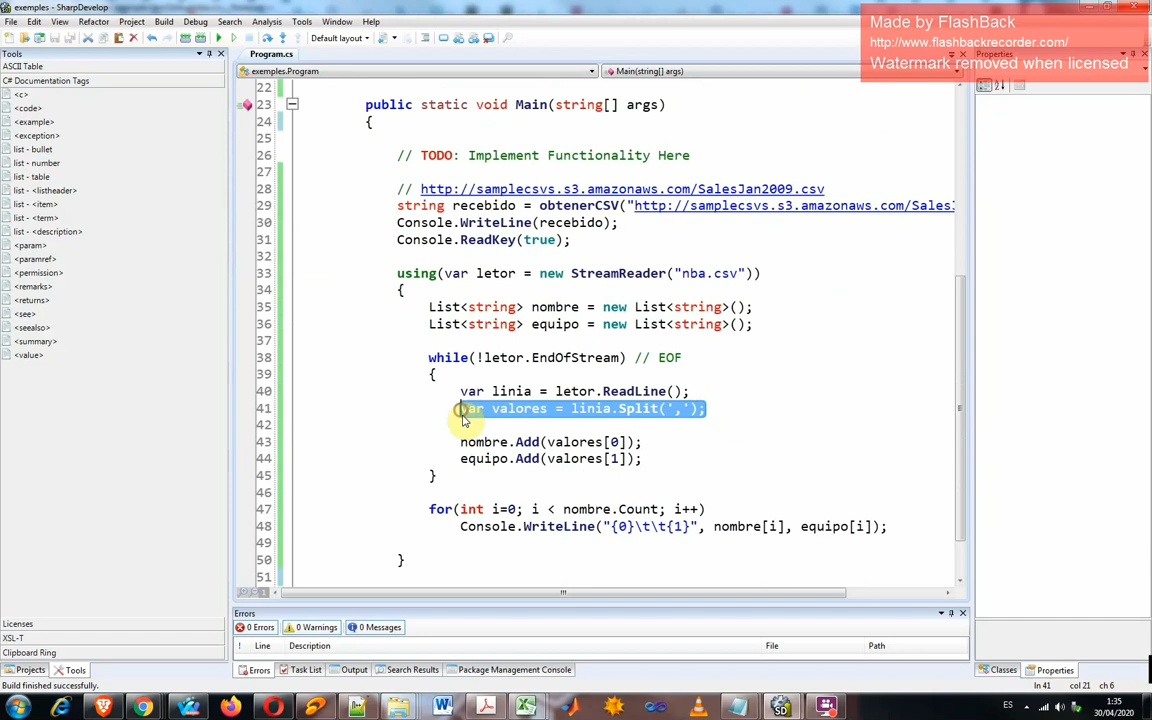 exemples - SharpDevelop
File Edit View Refactor Project Build Debug Search Analysis Tools Window Help
Default layout
Made by FlashBack
http://www.flashbackrecorder.com/
Watermark removed when licensed
Tools
ASCII Table
Documentation Tags
<c>
<code>
<example>
<exception>
list - bullet
list - number
list - table
list - <listheader>
list - <item>
list - <term>
list - <description>
<param>
<paramref>
<permission>
<remarks>
<returns>
<see>
<seealso>
<summary>
<value>
Licenses
XSL-T
Clipboard Ring
Projects Tools
Program.cs
exemples.Program Main(string[] args)
22
23 public static void Main(string[] args)
24 {
25
26 // TODO: Implement Functionality Here
27
28 // http://samplecsvs.s3.amazonaws.com/SalesJan2009.csv
29 string recebido = obtenerCSV("http://samplecsvs.s3.amazonaws.com/SalesJ
30 Console.WriteLine(recebido);
31 Console.ReadKey(true);
32
33 using(var letor = new StreamReader("nba.csv"))
34 {
35 List<string> nombre = new List<string>();
36 List<string> equipo = new List<string>();
37
38 while(!letor.EndOfStream) // EOF
39 {
40 var linia = letor.ReadLine();
41 var valores = linia.Split(',');
42
43 nombre.Add(valores[0]);
44 equipo.Add(valores[1]);
45 }
46
47 for(int i=0; i < nombre.Count; i++)
48 Console.WriteLine("{0}\t\t{1}", nombre[i], equipo[i]);
49
50 }
51
Errors
0 Errors 0 Warnings 0 Messages
! Line Description File Path
Errors Task List Output Search Results Package Management Console
Properties
Classes Properties
Build finished successfully.
ln 41 col 21 ch 6
ES 1:35
30/04/2020